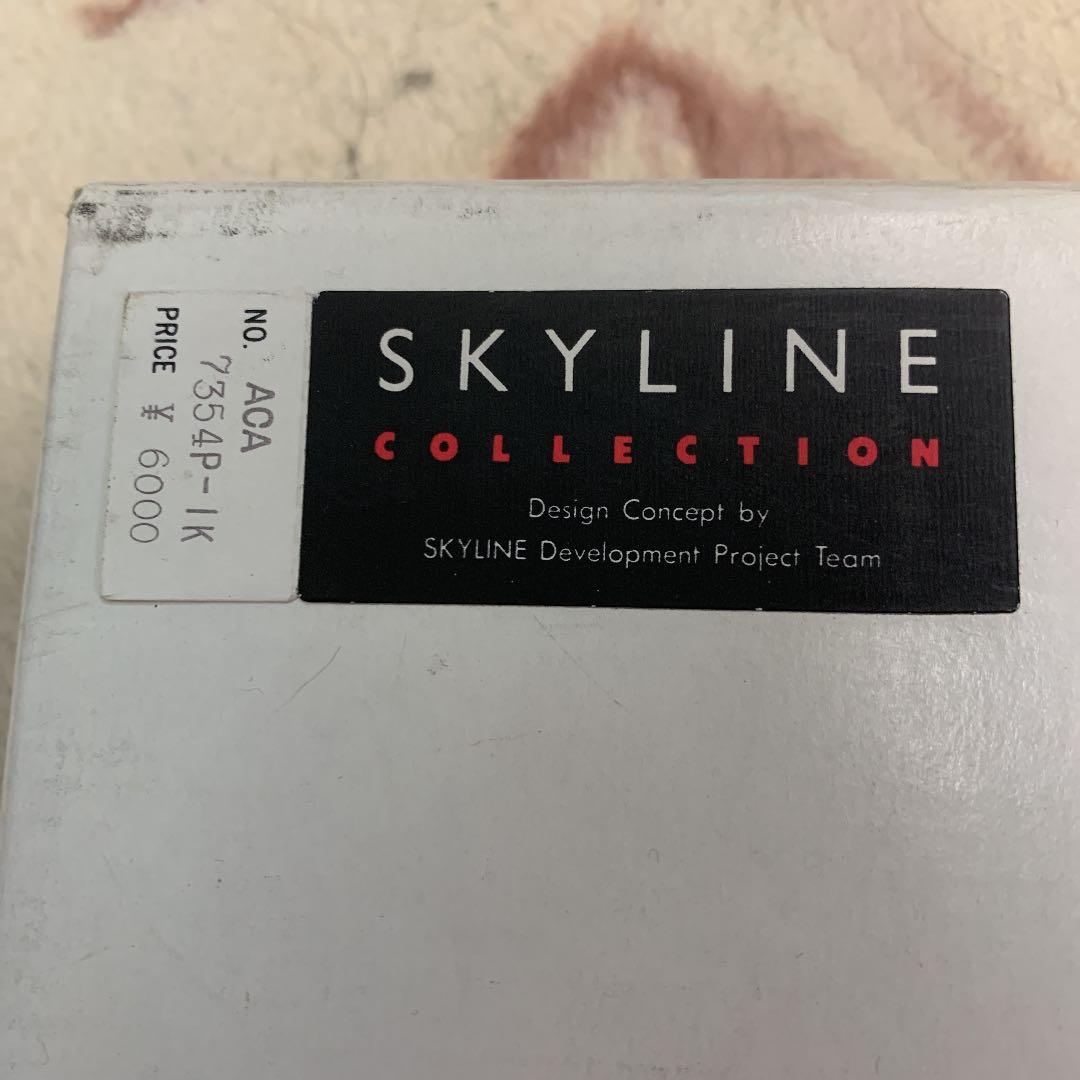 SKYLINE
COLLECTION
Design Concept by
SKYLINE Development Project Team
NO. ACA
7354P-1K
PRICE ¥ 6000